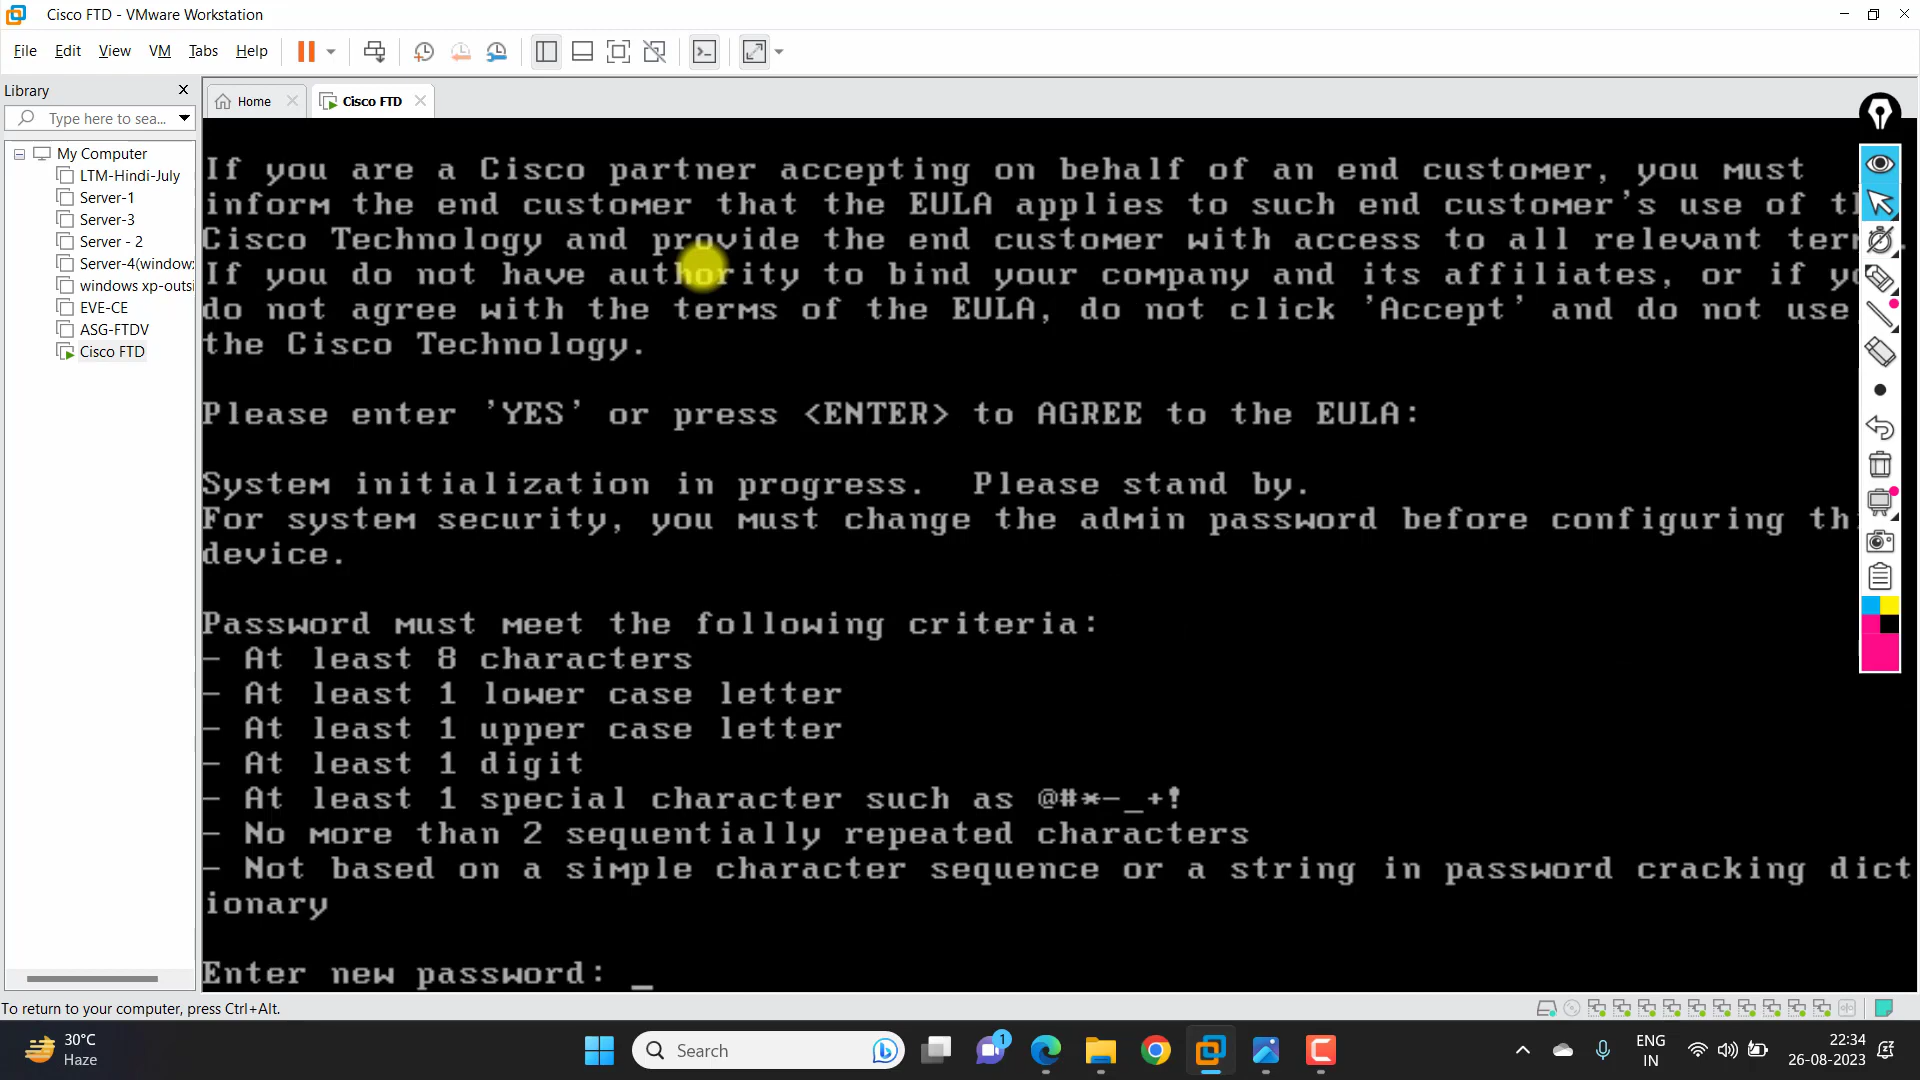 Cisco FTD - VMware Workstation
File Edit View VM Tabs Help
Library
Home
Cisco FTD
Type here to sea...
My Computer
LTM-Hindi-July
Server-1
Server-3
Server - 2
Server-4(window:
windows xp-outsi
EVE-CE
ASG-FTDV
Cisco FTD
If you are a Cisco partner accepting on behalf of an end customer, you must
inform the end customer that the EULA applies to such end customer's use of
Cisco Technology and provide the end customer with access to all relevant
If you do not have authority to bind your company and its affiliates, or if
do not agree with the terms of the EULA, do not click 'Accept' and do not use
the Cisco Technology.
Please enter 'YES' or press <ENTER> to AGREE to the EULA:
System initialization in progress.  Please stand by.
For system security, you must change the admin password before configuring
device.
Password must meet the following criteria:
- At least 8 characters
- At least 1 lower case letter
- At least 1 upper case letter
- At least 1 digit
- At least 1 special character such as @#*-_+!
- No more than 2 sequentially repeated characters
- Not based on a simple character sequence or a string in password cracking dict
ionary
Enter new password: _
To return to your computer, press Ctrl+Alt.
30°C
Haze
Search
1
ENG
IN
22:34
26-08-2023